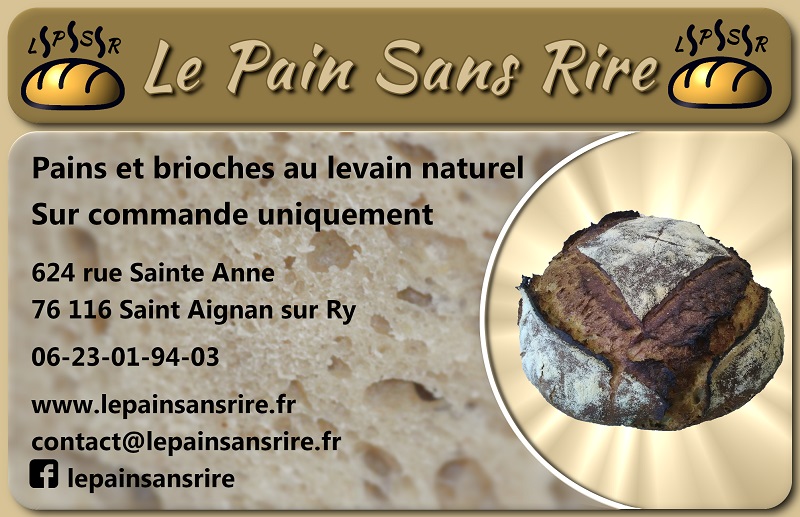 LPSSR
Le Pain Sans Rire
LPSSR
Pains et brioches au levain naturel
Sur commande uniquement
624 rue Sainte Anne
76 116 Saint Aignan sur Ry
06-23-01-94-03
www.lepainsansrire.fr
contact@lepainsansrire.fr
lepainsansrire